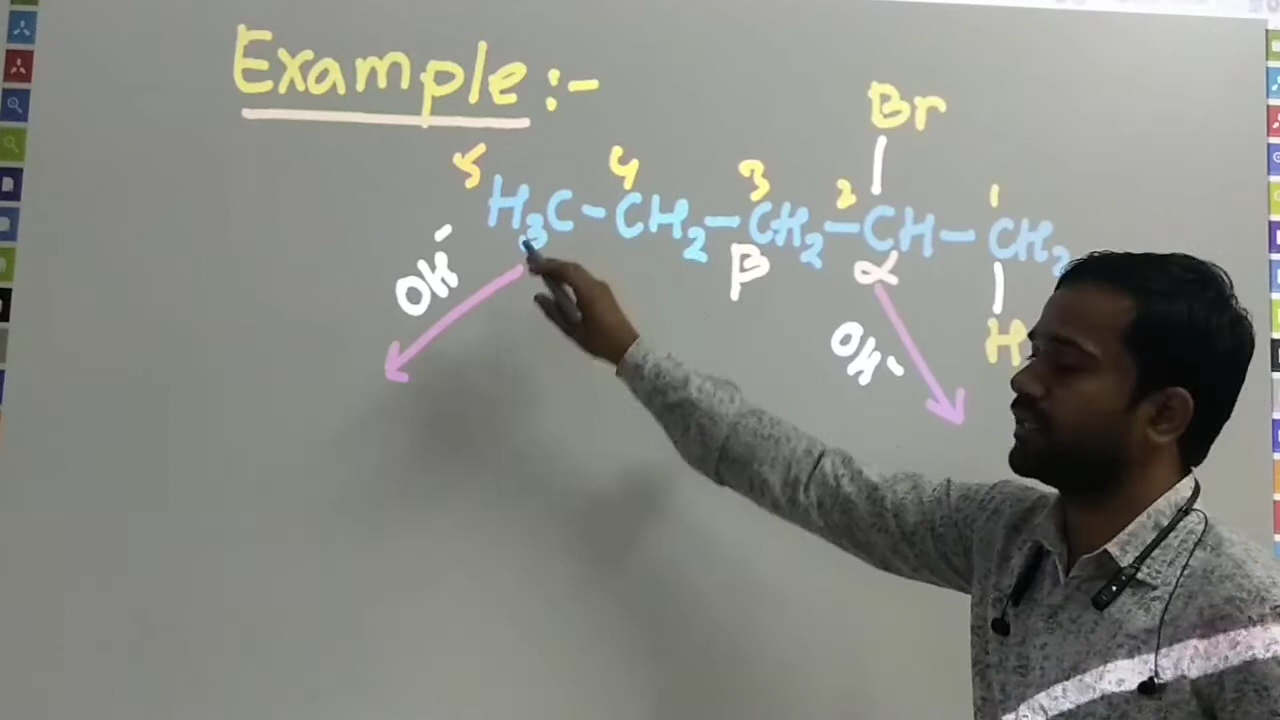 Example :-
Br
5 4 3 2 1
H3C-CH2-CH2-CH-CH2
β α
H
OH-
OH-